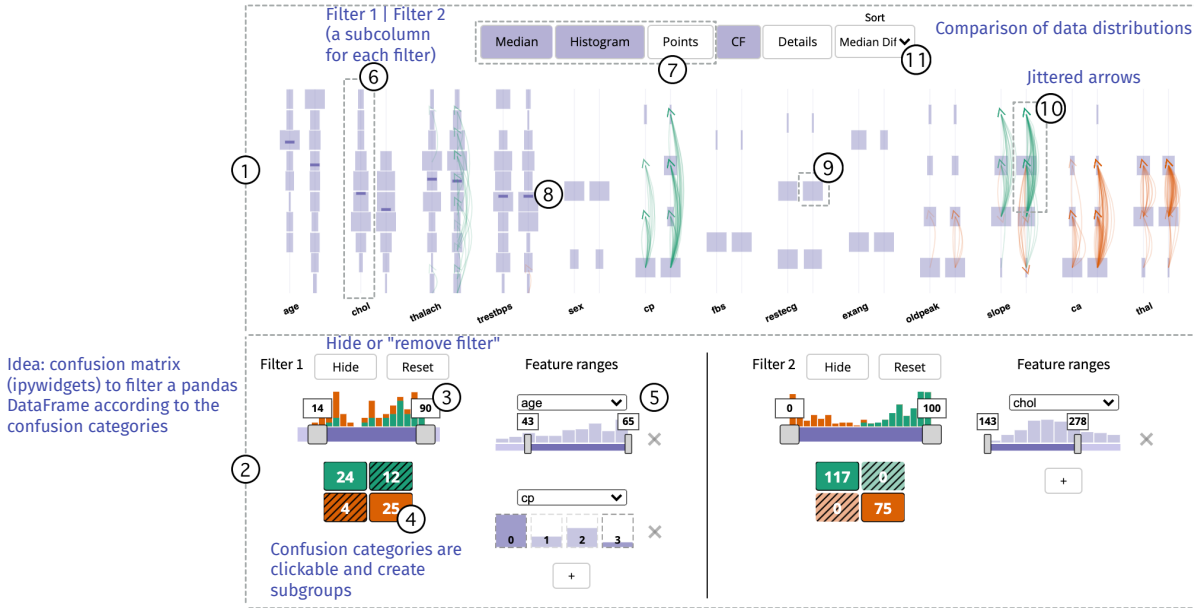 Filter 1 | Filter 2
(a subcolumn
for each filter)
Median
Histogram
Points
CF
Details
Sort
Median Dif
Comparison of data distributions
6
7
11
Jittered arrows
10
1
8
9
age
chol
thalach
trestbps
sex
cp
fbs
restecg
exang
oldpeak
slope
ca
thal
Idea: confusion matrix
(ipywidgets) to filter a pandas
DataFrame according to the
confusion categories
Hide or "remove filter"
Filter 1
Hide
Reset
Feature ranges
14
90
3
age
5
43
65
×
2
24
12
4
25
4
cp
0
1
2
3
×
+
Confusion categories are
clickable and create
subgroups
Filter 2
Hide
Reset
Feature ranges
0
100
chol
143
278
×
117
0
0
75
+